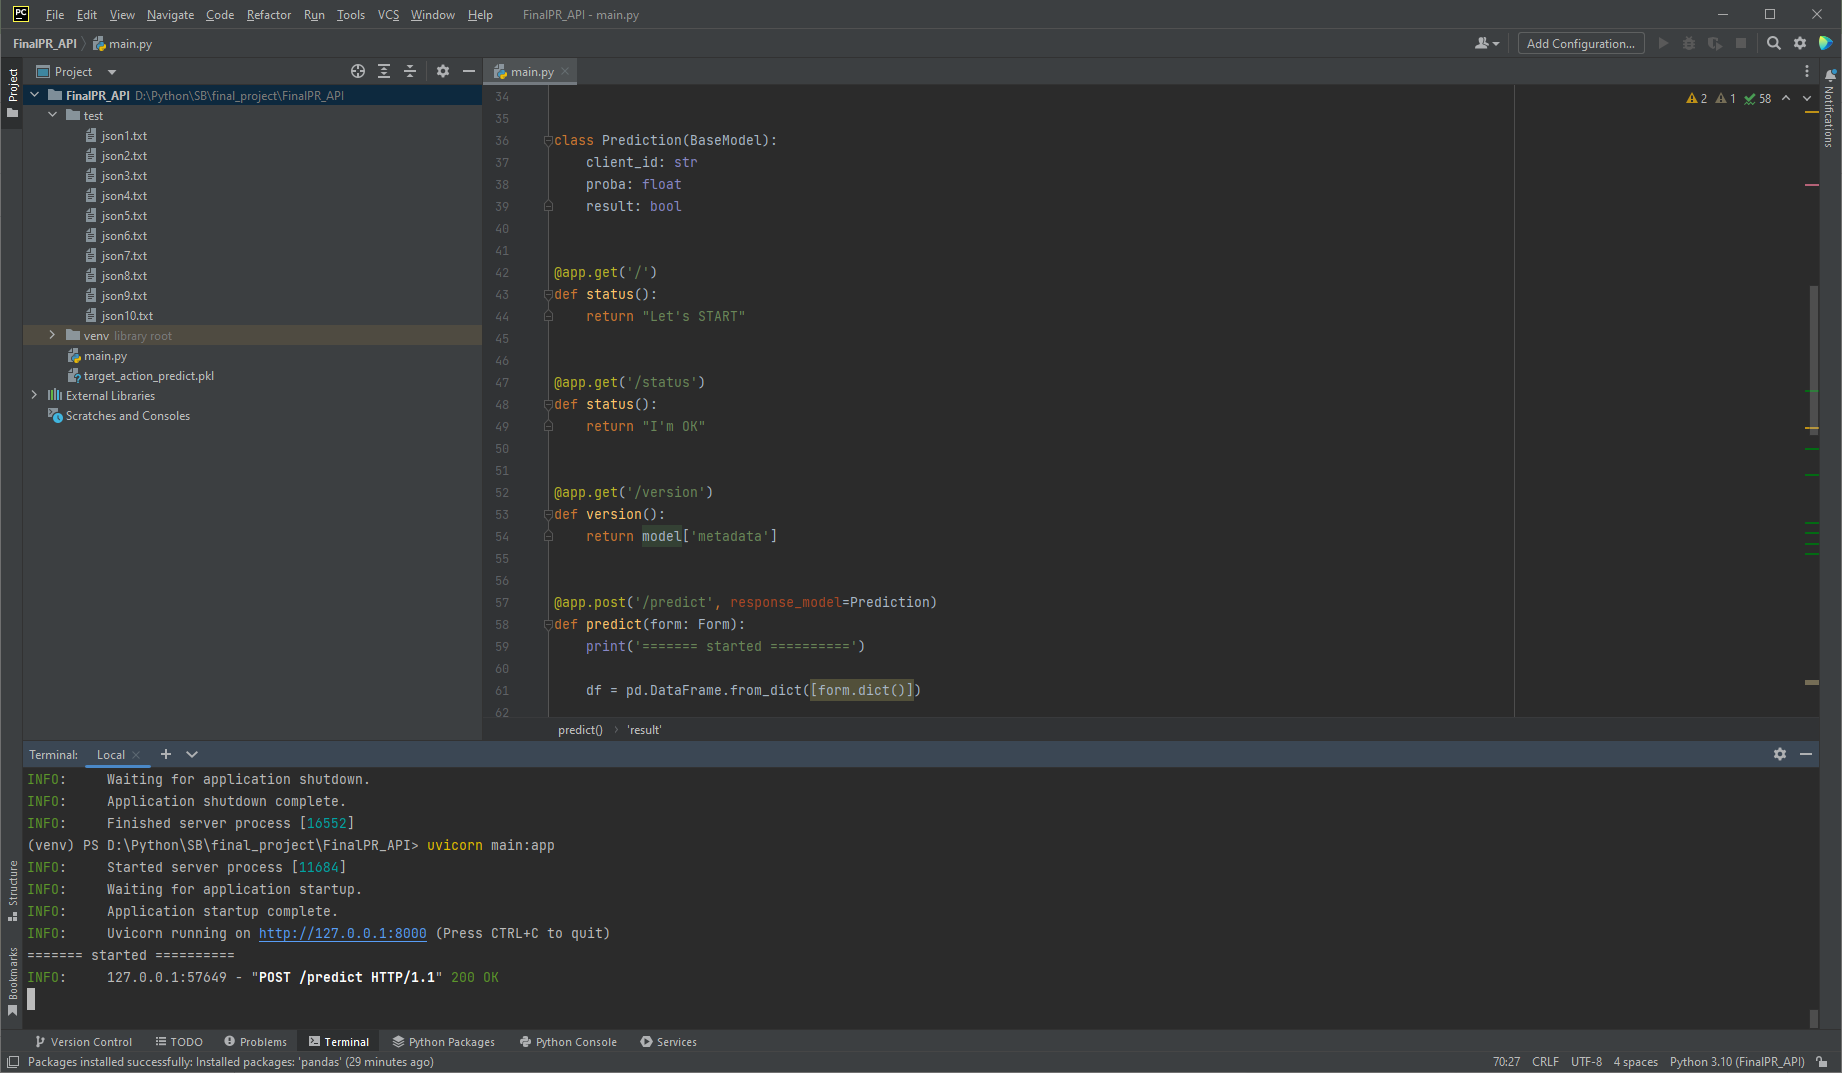 PC File Edit View Navigate Code Refactor Run Tools VCS Window Help FinalPR_API - main.py
FinalPR_API main.py Add Configuration...
Project
Project
main.py
Notifications
FinalPR_API D:\Python\SB\final_project\FinalPR_API
test
json1.txt
json2.txt
json3.txt
json4.txt
json5.txt
json6.txt
json7.txt
json8.txt
json9.txt
json10.txt
venv library root
main.py
target_action_predict.pkl
External Libraries
Scratches and Consoles
2 1 58
34
35
36 class Prediction(BaseModel):
37 client_id: str
38 proba: float
39 result: bool
40
41
42 @app.get('/')
43 def status():
44 return "Let's START"
45
46
47 @app.get('/status')
48 def status():
49 return "I'm OK"
50
51
52 @app.get('/version')
53 def version():
54 return model['metadata']
55
56
57 @app.post('/predict', response_model=Prediction)
58 def predict(form: Form):
59 print('======= started ==========')
60
61 df = pd.DataFrame.from_dict([form.dict()])
62
predict() 'result'
Terminal: Local
INFO: Waiting for application shutdown.
INFO: Application shutdown complete.
INFO: Finished server process [16552]
(venv) PS D:\Python\SB\final_project\FinalPR_API> uvicorn main:app
INFO: Started server process [11684]
INFO: Waiting for application startup.
INFO: Application startup complete.
INFO: Uvicorn running on http://127.0.0.1:8000 (Press CTRL+C to quit)
======= started ==========
INFO: 127.0.0.1:57649 - "POST /predict HTTP/1.1" 200 OK
Structure
Bookmarks
Version Control TODO Problems Terminal Python Packages Python Console Services
Packages installed successfully: Installed packages: 'pandas' (29 minutes ago) 70:27 CRLF UTF-8 4 spaces Python 3.10 (FinalPR_API)